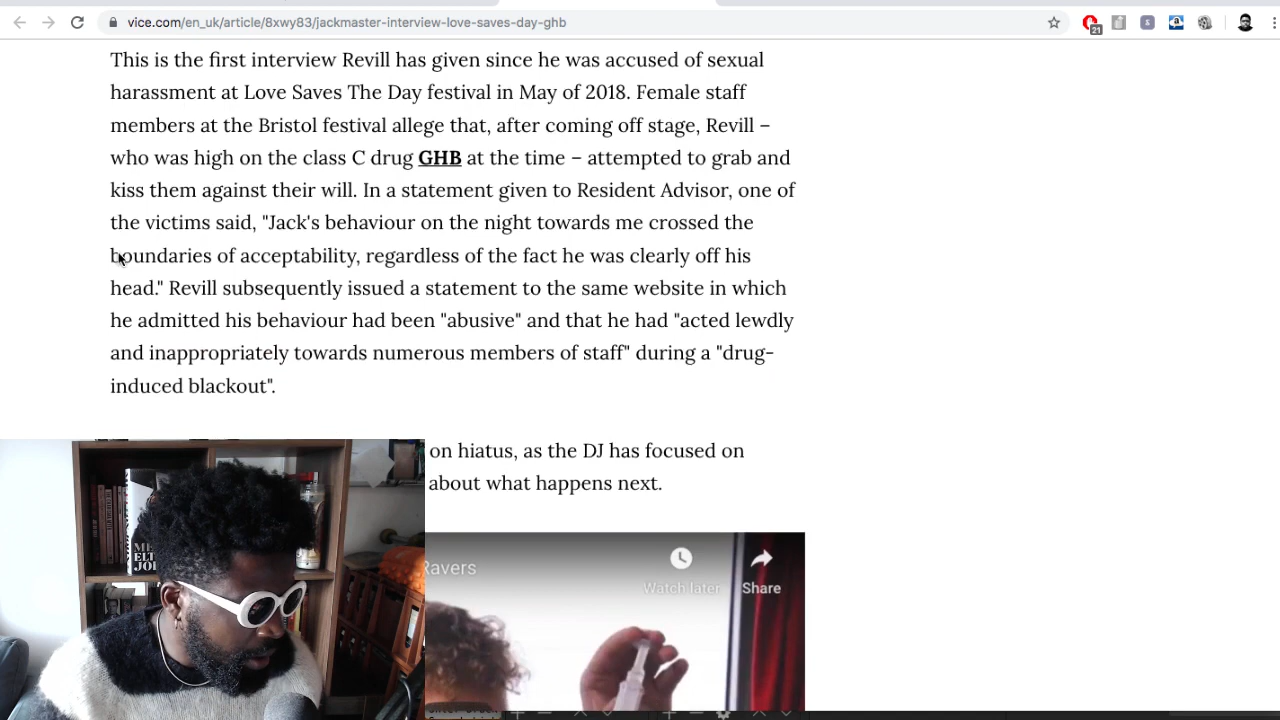 vice.com/en_uk/article/8xwy83/jackmaster-interview-love-saves-day-ghb
21
This is the first interview Revill has given since he was accused of sexual
harassment at Love Saves The Day festival in May of 2018. Female staff
members at the Bristol festival allege that, after coming off stage, Revill –
who was high on the class C drug GHB at the time – attempted to grab and
kiss them against their will. In a statement given to Resident Advisor, one of
the victims said, "Jack's behaviour on the night towards me crossed the
boundaries of acceptability, regardless of the fact he was clearly off his
head." Revill subsequently issued a statement to the same website in which
he admitted his behaviour had been "abusive" and that he had "acted lewdly
and inappropriately towards numerous members of staff" during a "drug-
induced blackout".
on hiatus, as the DJ has focused on
about what happens next.
Ravers
Watch later
Share
ME
ELT
JOI